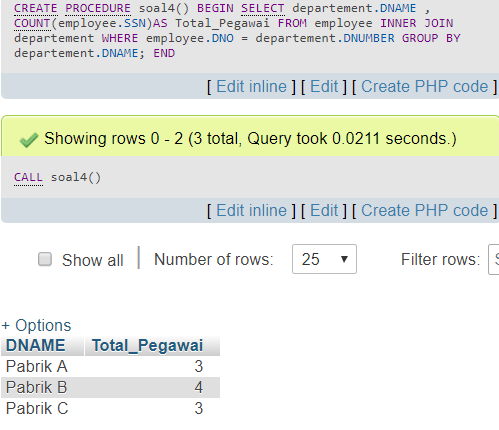 CREATE PROCEDURE soal4() BEGIN SELECT departement.DNAME ,
COUNT(employee.SSN)AS Total_Pegawai FROM employee INNER JOIN
departement WHERE employee.DNO = departement.DNUMBER GROUP BY
departement.DNAME; END
[ Edit inline ] [ Edit ] [ Create PHP code ]
Showing rows 0 - 2 (3 total, Query took 0.0211 seconds.)
CALL soal4()
[ Edit inline ] [ Edit ] [ Create PHP code ]
Show all | Number of rows: 25 Filter rows:
+ Options
DNAME Total_Pegawai
Pabrik A 3
Pabrik B 4
Pabrik C 3